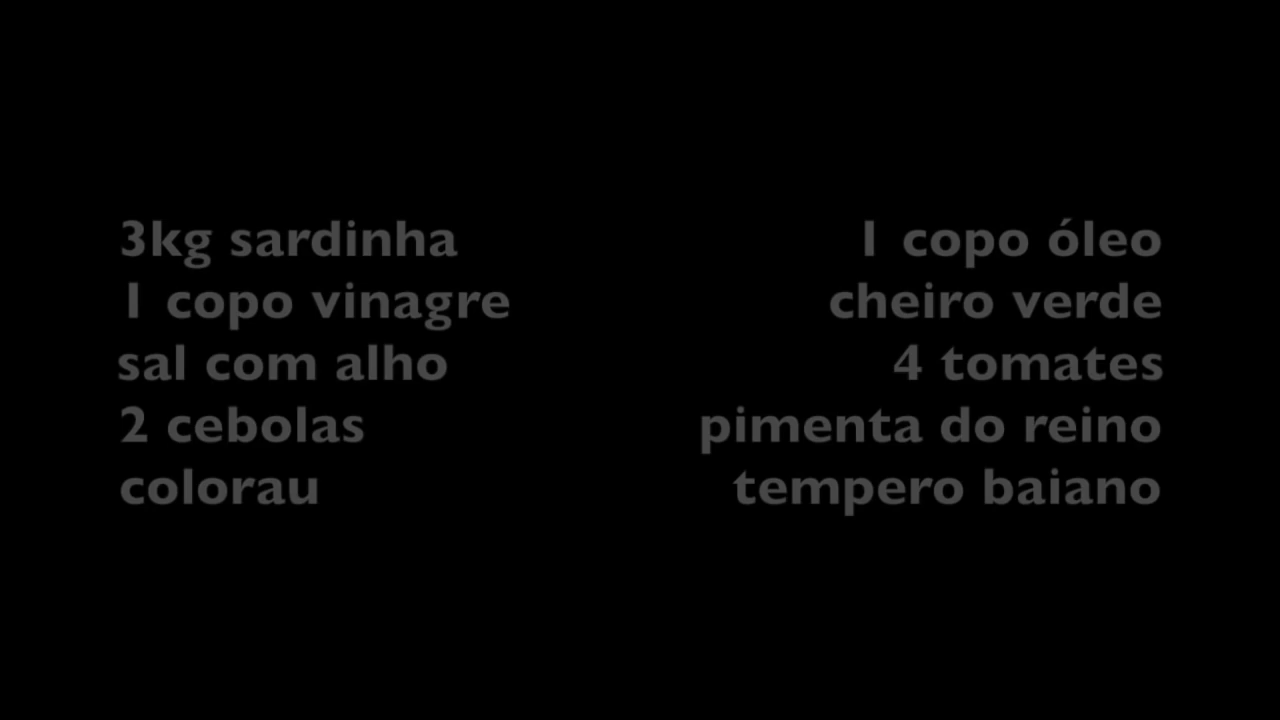 3kg sardinha
1 copo vinagre
sal com alho
2 cebolas
colorau
1 copo óleo
cheiro verde
4 tomates
pimenta do reino
tempero baiano